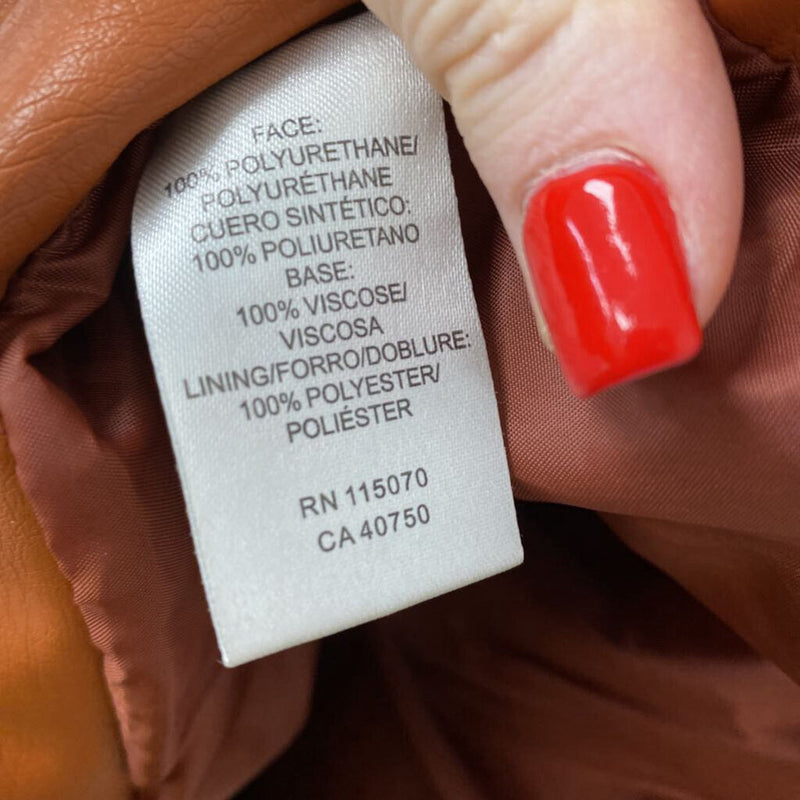 FACE:
100% POLYURETHANE/
POLYURÉTHANE
CUERO SINTÉTICO:
100% POLIURETANO
BASE:
100% VISCOSE/
VISCOSA
LINING/FORRO/DOBLURE:
100% POLYESTER/
POLIÉSTER
RN 115070
CA 40750